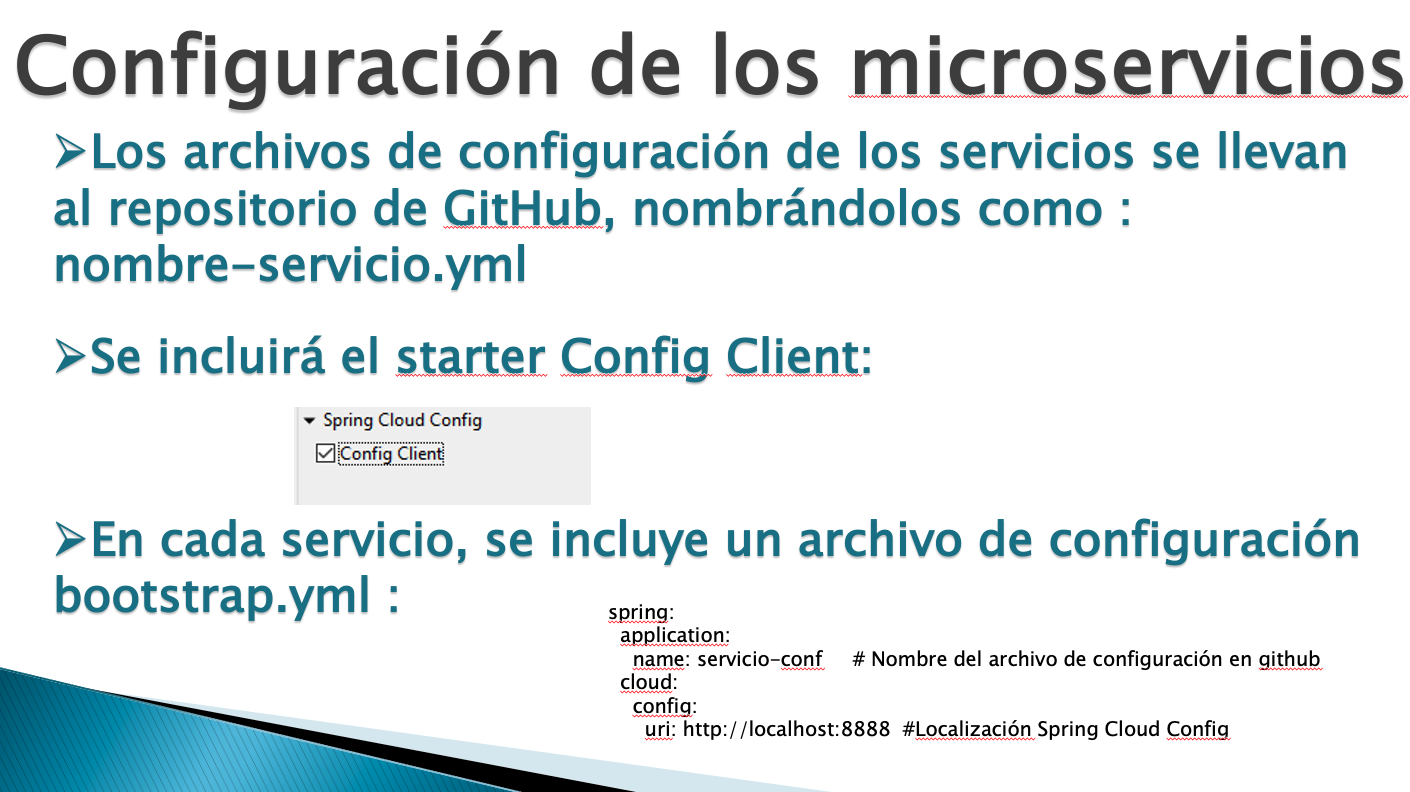 Configuración de los microservicios
➢Los archivos de configuración de los servicios se llevan
al repositorio de GitHub, nombrándolos como :
nombre-servicio.yml
➢Se incluirá el starter Config Client:
Spring Cloud Config
Config Client
➢En cada servicio, se incluye un archivo de configuración
bootstrap.yml :
spring:
  application:
    name: servicio-conf     # Nombre del archivo de configuración en github
  cloud:
    config:
      uri: http://localhost:8888  #Localización Spring Cloud Config